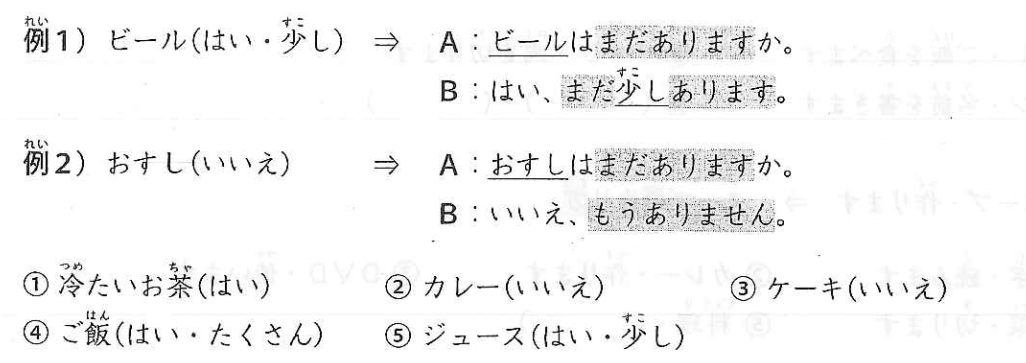 例1) ビール(はい・少し) ⇒ A：ビールはまだありますか。
B：はい、まだ少しあります。
例2) おすし(いいえ) ⇒ A：おすしはまだありますか。
B：いいえ、もうありません。
① 冷たいお茶(はい) ② カレー(いいえ) ③ ケーキ(いいえ)
④ ご飯(はい・たくさん) ⑤ ジュース(はい・少し)